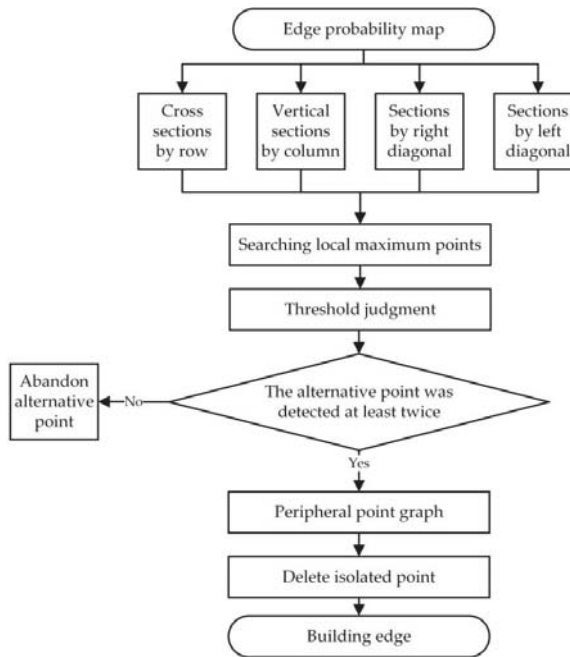 Edge probability map
Cross
sections
by row
Vertical
sections
by column
Sections
by right
diagonal
Sections
by left
diagonal
Searching local maximum points
Threshold judgment
Abandon
alternative
point
No
The alternative point was
detected at least twice
Yes
Peripheral point graph
Delete isolated point
Building edge